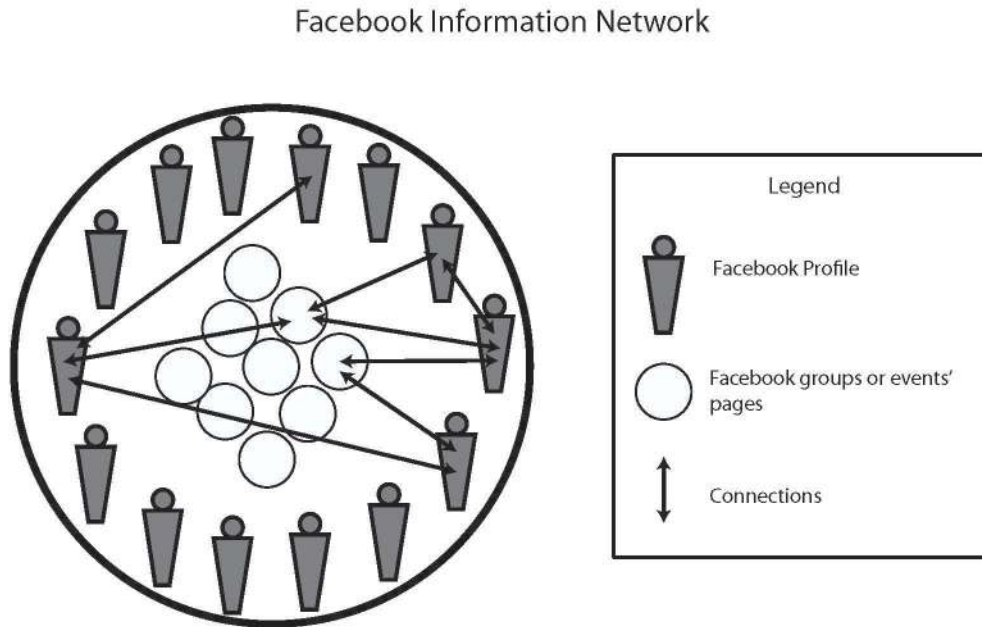 Facebook Information Network
Legend
Facebook Profile
Facebook groups or events'
pages
Connections